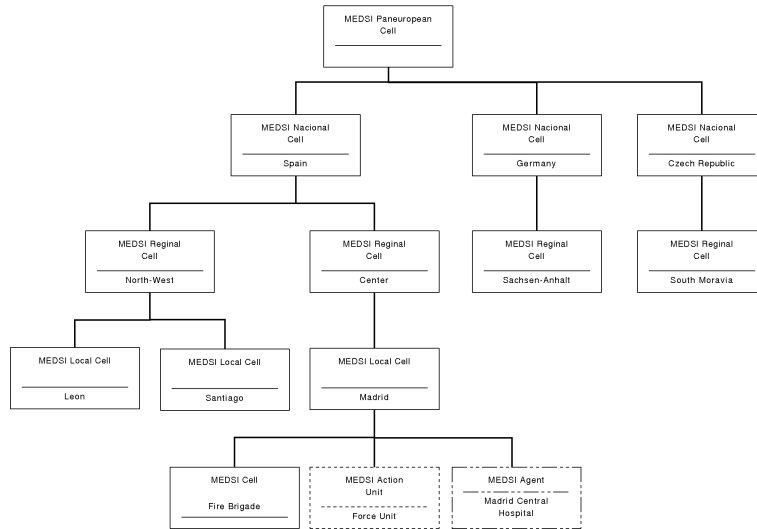 MEDSI Paneuropean
Cell
MEDSI Nacional
Cell
Spain
MEDSI Nacional
Cell
Germany
MEDSI Nacional
Cell
Czech Republic
MEDSI Reginal
Cell
North-West
MEDSI Reginal
Cell
Center
MEDSI Reginal
Cell
Sachsen-Anhalt
MEDSI Reginal
Cell
South Moravia
MEDSI Local Cell
Leon
MEDSI Local Cell
Santiago
MEDSI Local Cell
Madrid
MEDSI Cell
Fire Brigade
MEDSI Action
Unit
Force Unit
MEDSI Agent
Madrid Central
Hospital